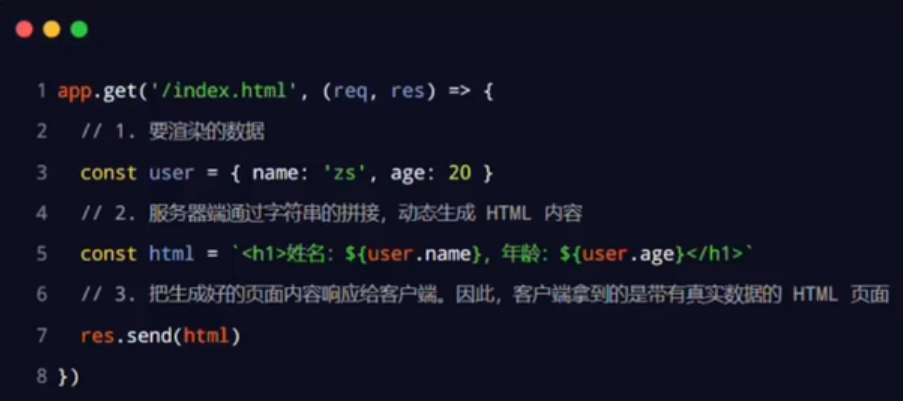 1 app.get('/index.html', (req, res) => {
2 // 1. 要渲染的数据
3 const user = { name: 'zs', age: 20 }
4 // 2. 服务器端通过字符串的拼接，动态生成 HTML 内容
5 const html = `<h1>姓名：${user.name}，年龄：${user.age}</h1>`
6 // 3. 把生成好的页面内容响应给客户端。因此，客户端拿到的是带有真实数据的 HTML 页面
7 res.send(html)
8 })